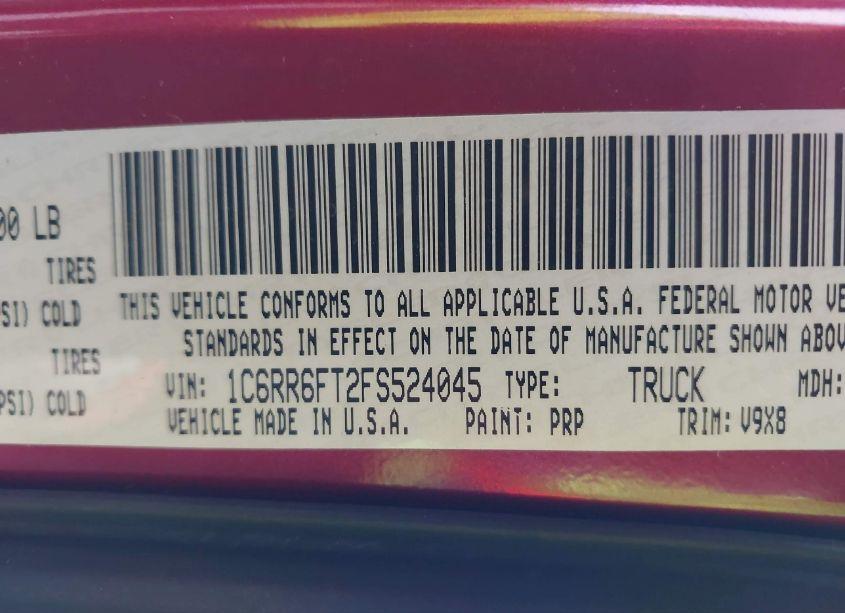 00 LB
TIRES
SI) COLD
TIRES
PSI) COLD
THIS VEHICLE CONFORMS TO ALL APPLICABLE U.S.A. FEDERAL MOTOR VE
STANDARDS IN EFFECT ON THE DATE OF MANUFACTURE SHOWN ABOV
VIN: 1C6RR6FT2FS524045 TYPE: TRUCK MDH:
VEHICLE MADE IN U.S.A. PAINT: PRP TRIM: V9X8